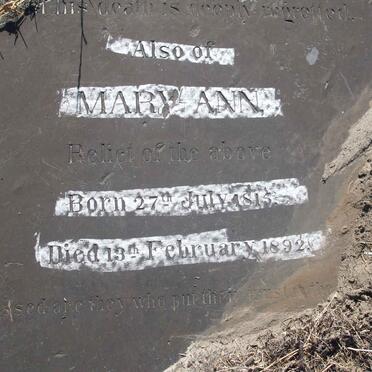 His death is deeply regretted.
Also of
MARY ANN
Relict of the above
Born 27th July 1815
Died 13th February 1892
are they who put their